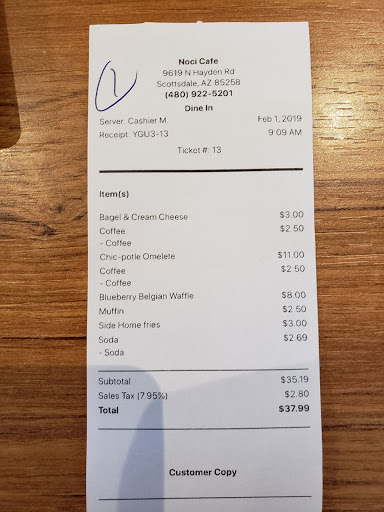 1
Noci Cafe
9619 N Hayden Rd
Scottsdale, AZ 85258
(480) 922-5201
Dine In
Server: Cashier M. Feb 1, 2019
Receipt: YGU3-13 9:09 AM
Ticket #: 13
Item(s)
Bagel & Cream Cheese $3.00
Coffee $2.50
- Coffee
Chic-potle Omelete $11.00
Coffee $2.50
- Coffee
Blueberry Belgian Waffle $8.00
Muffin $2.50
Side Home fries $3.00
Soda $2.69
- Soda
Subtotal $35.19
Sales Tax (7.95%) $2.80
Total $37.99
Customer Copy